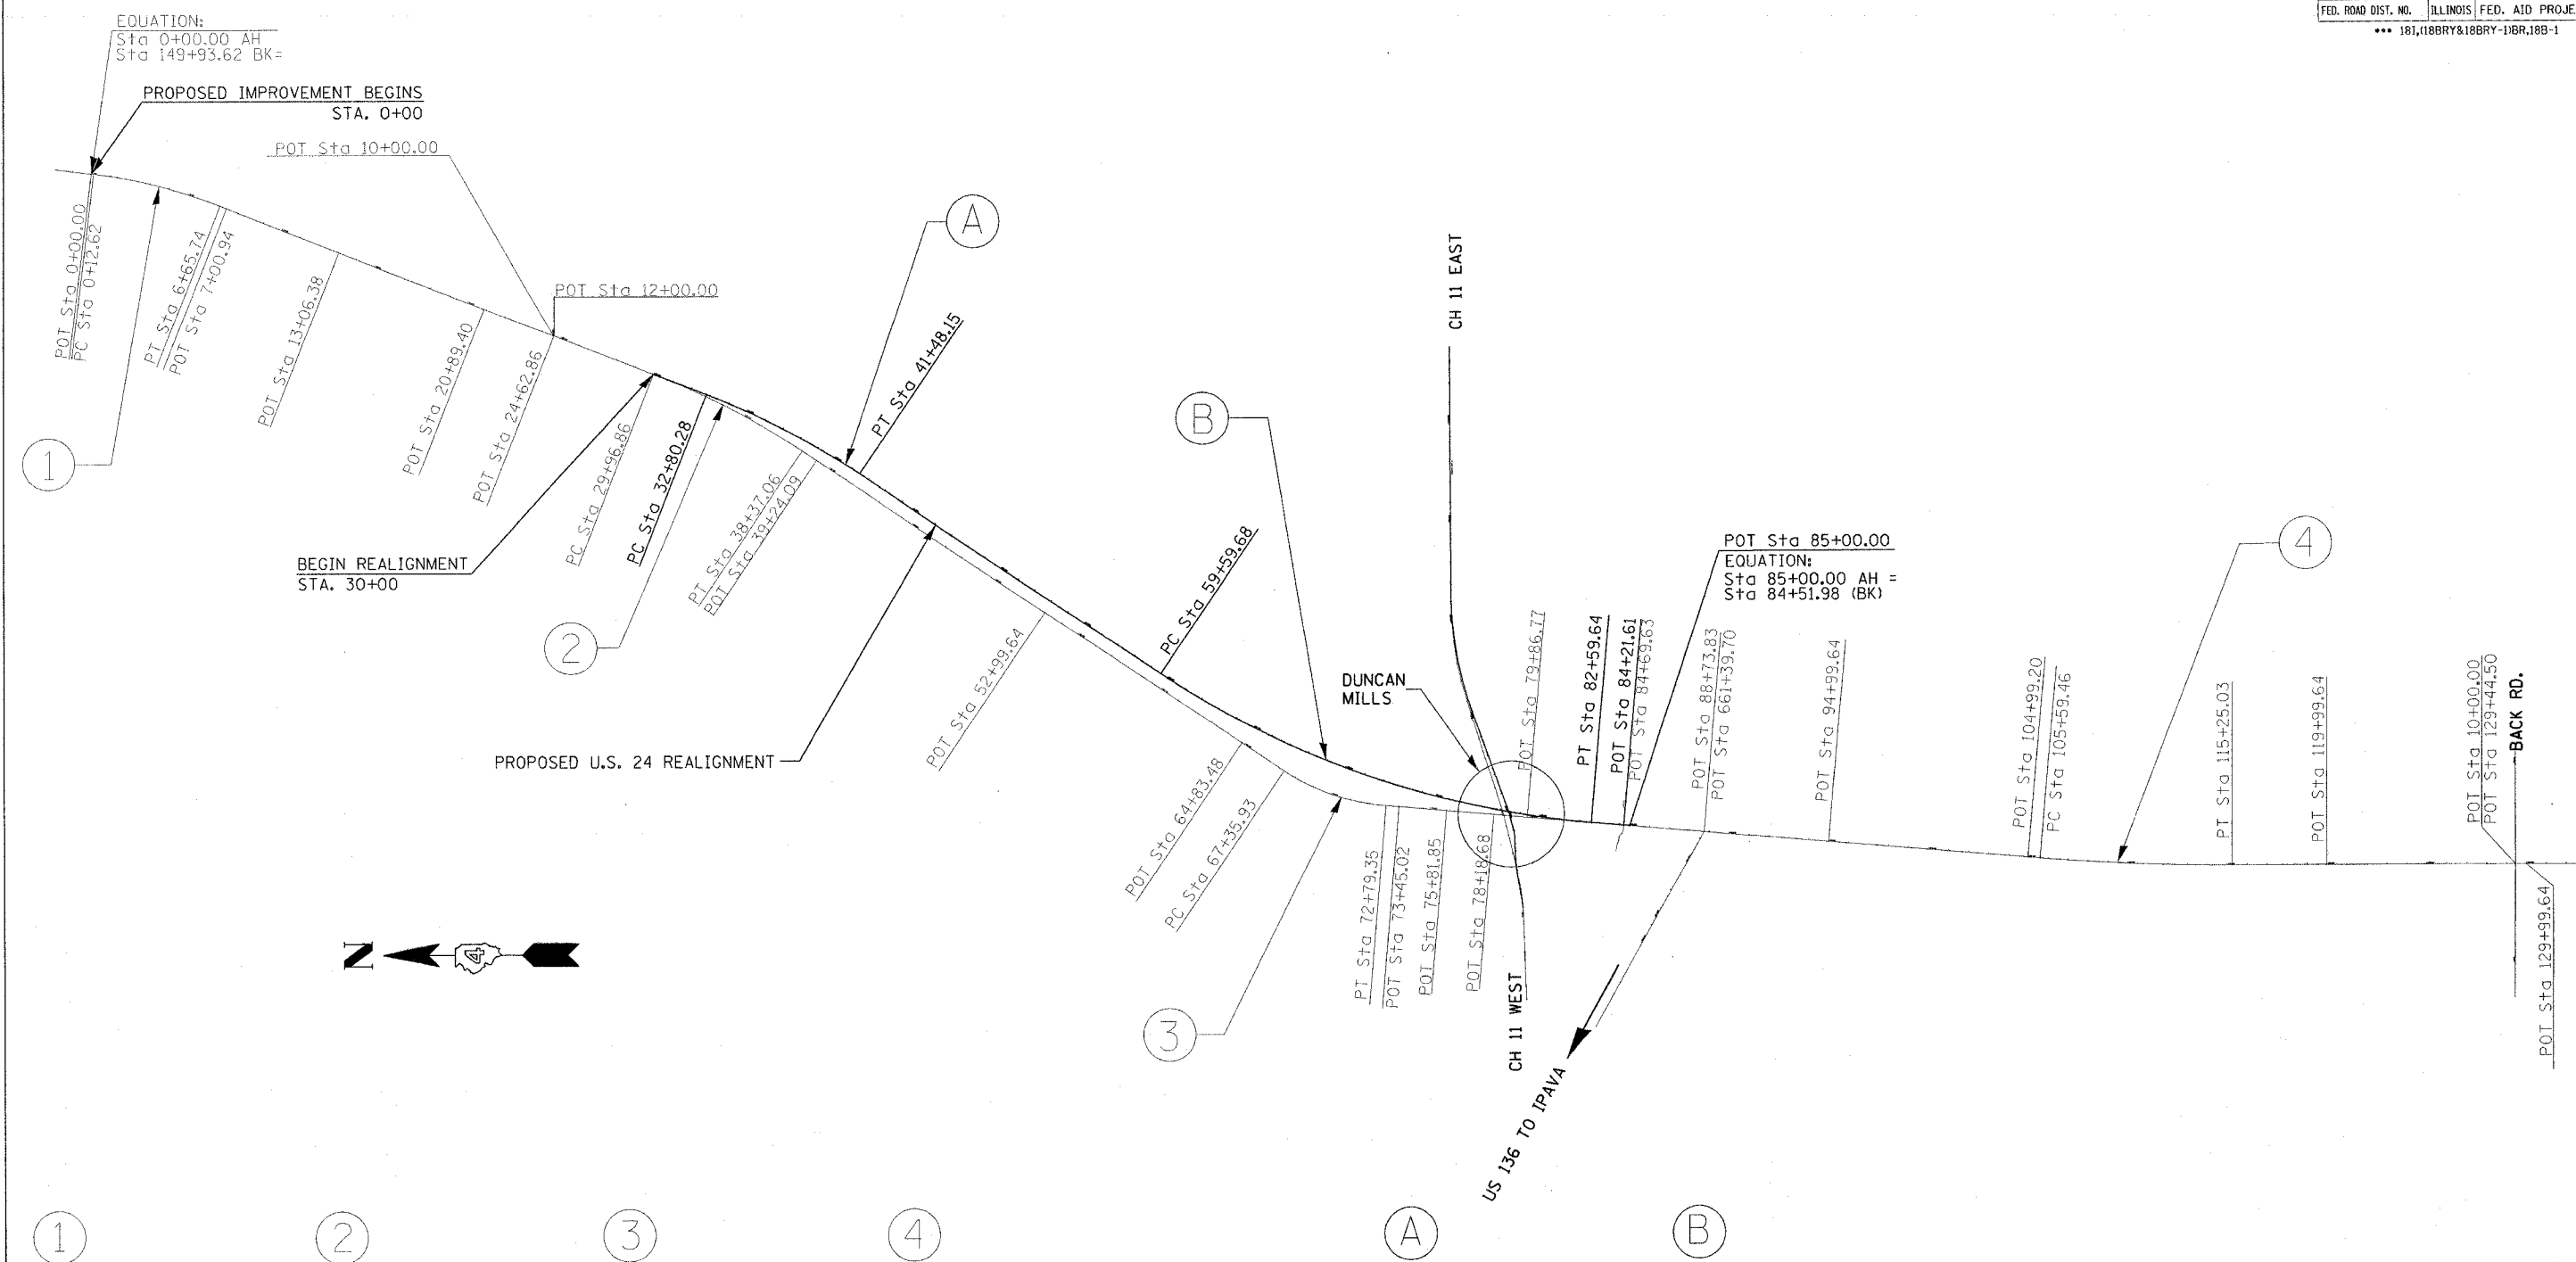 FED. ROAD DIST. NO. ILLINOIS FED. AID PROJE
*** 181,(18BRY&18BRY-1)BR,18B-1
EQUATION:
Sta 0+00.00 AH
Sta 149+93.62 BK=
PROPOSED IMPROVEMENT BEGINS
STA. 0+00
POT Sta 10+00.00
POT Sta 0+00.00
PC Sta 0+12.62
PT Sta 6+65.74
POT Sta 7+00.94
POT Sta 13+06.38
POT Sta 20+89.40
POT Sta 24+62.86
POT Sta 12+00.00
A
1
PC Sta 29+96.86
PC Sta 32+80.28
PT Sta 41+48.15
BEGIN REALIGNMENT
STA. 30+00
2
PT Sta 38+37.06
POT Sta 39+24.09
PROPOSED U.S. 24 REALIGNMENT
POT Sta 52+99.64
PC Sta 59+59.68
B
CH 11 EAST
DUNCAN
MILLS
POT Sta 64+83.48
PC Sta 67+35.93
3
PT Sta 72+79.35
POT Sta 73+45.02
POT Sta 75+81.85
POT Sta 78+18.68
POT Sta 79+86.77
PT Sta 82+59.64
POT Sta 84+21.61
POT Sta 84+69.63
POT Sta 85+00.00
EQUATION:
Sta 85+00.00 AH =
Sta 84+51.98 (BK)
POT Sta 88+73.83
POT Sta 661+39.70
POT Sta 94+99.64
4
POT Sta 104+99.20
PC Sta 105+59.46
PT Sta 115+25.03
POT Sta 119+99.64
POT Sta 10+00.00
POT Sta 129+44.50
BACK RD.
POT Sta 129+99.64
CH 11 WEST
US 136 TO IPAVA
N
4
1
2
3
4
A
B